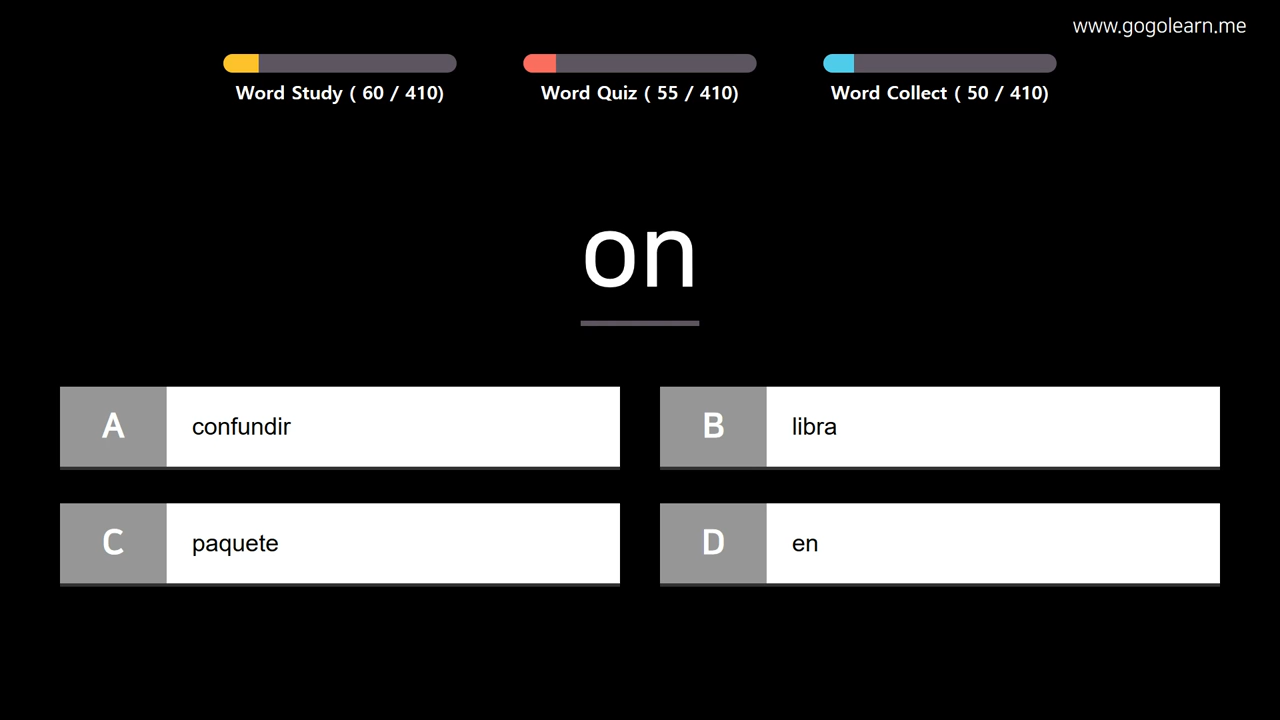 www.gogolearn.me
Word Study ( 60 / 410)
Word Quiz ( 55 / 410)
Word Collect ( 50 / 410)
on
A confundir
B libra
C paquete
D en